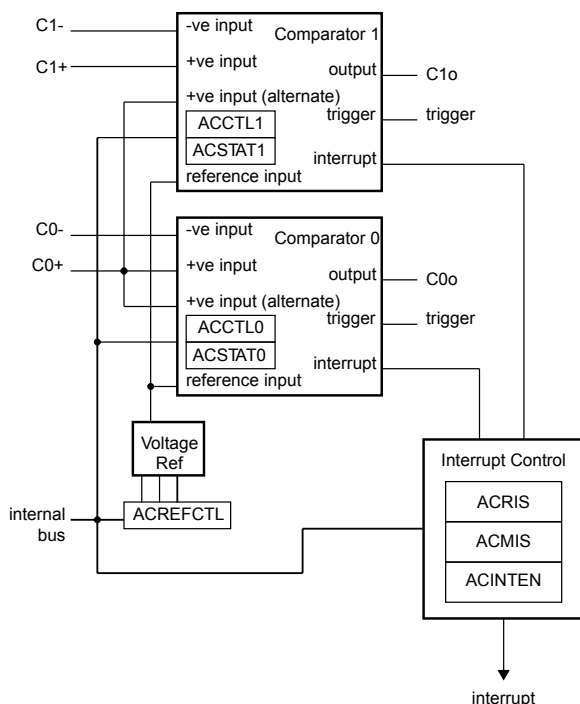 C1-
-ve input
Comparator 1
C1+
+ve input
output
C1o
+ve input (alternate)
trigger
trigger
ACCTL1
ACSTAT1
interrupt
reference input
C0-
-ve input
Comparator 0
C0+
+ve input
output
C0o
+ve input (alternate)
trigger
trigger
ACCTL0
ACSTAT0
interrupt
reference input
Voltage
Ref
Interrupt Control
ACRIS
internal
bus
ACREFCTL
ACMIS
ACINTEN
interrupt